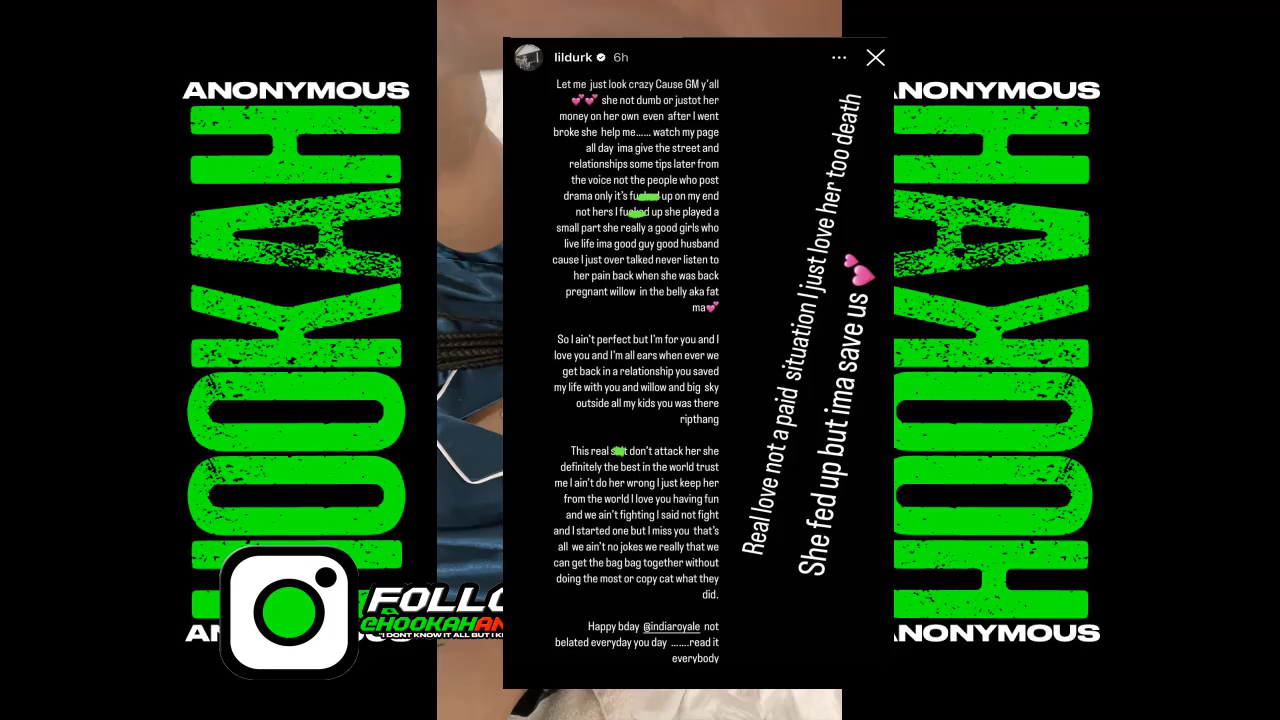 ANONYMOUS
HOOKAH
lildurk 6h
Let me just look crazy Cause GM y'all
💕💕 she not dumb or justot her
money on her own even after I went
broke she help me...... watch my page
all day ima give the street and
relationships some tips later from
the voice not the people who post
drama only it's fu up on my end
not hers I fu d up she played a
small part she really a good girls who
live life ima good guy good husband
cause I just over talked never listen to
her pain back when she was back
pregnant willow in the belly aka fat
ma💕
So I ain't perfect but I'm for you and I
love you and I'm all ears when ever we
get back in a relationship you saved
my life with you and willow and big sky
outside all my kids you was there
ripthang
This real s t don't attack her she
definitely the best in the world trust
me I ain't do her wrong I just keep her
from the world I love you having fun
and we ain't fighting I said not fight
and I started one but I miss you that's
all we ain't no jokes we really that we
can get the bag bag together without
doing the most or copy cat what they
did.
Happy bday @indiaroyale not
belated everyday you day .......read it
everybody
Real love not a paid situation I just love her too death
She fed up but ima save us 💕
ANONYMOUS
HOOKAH
ANONYMOUS
FOLLO
@HOOKAHAN
"I DONT KNOW IT ALL BUT I K